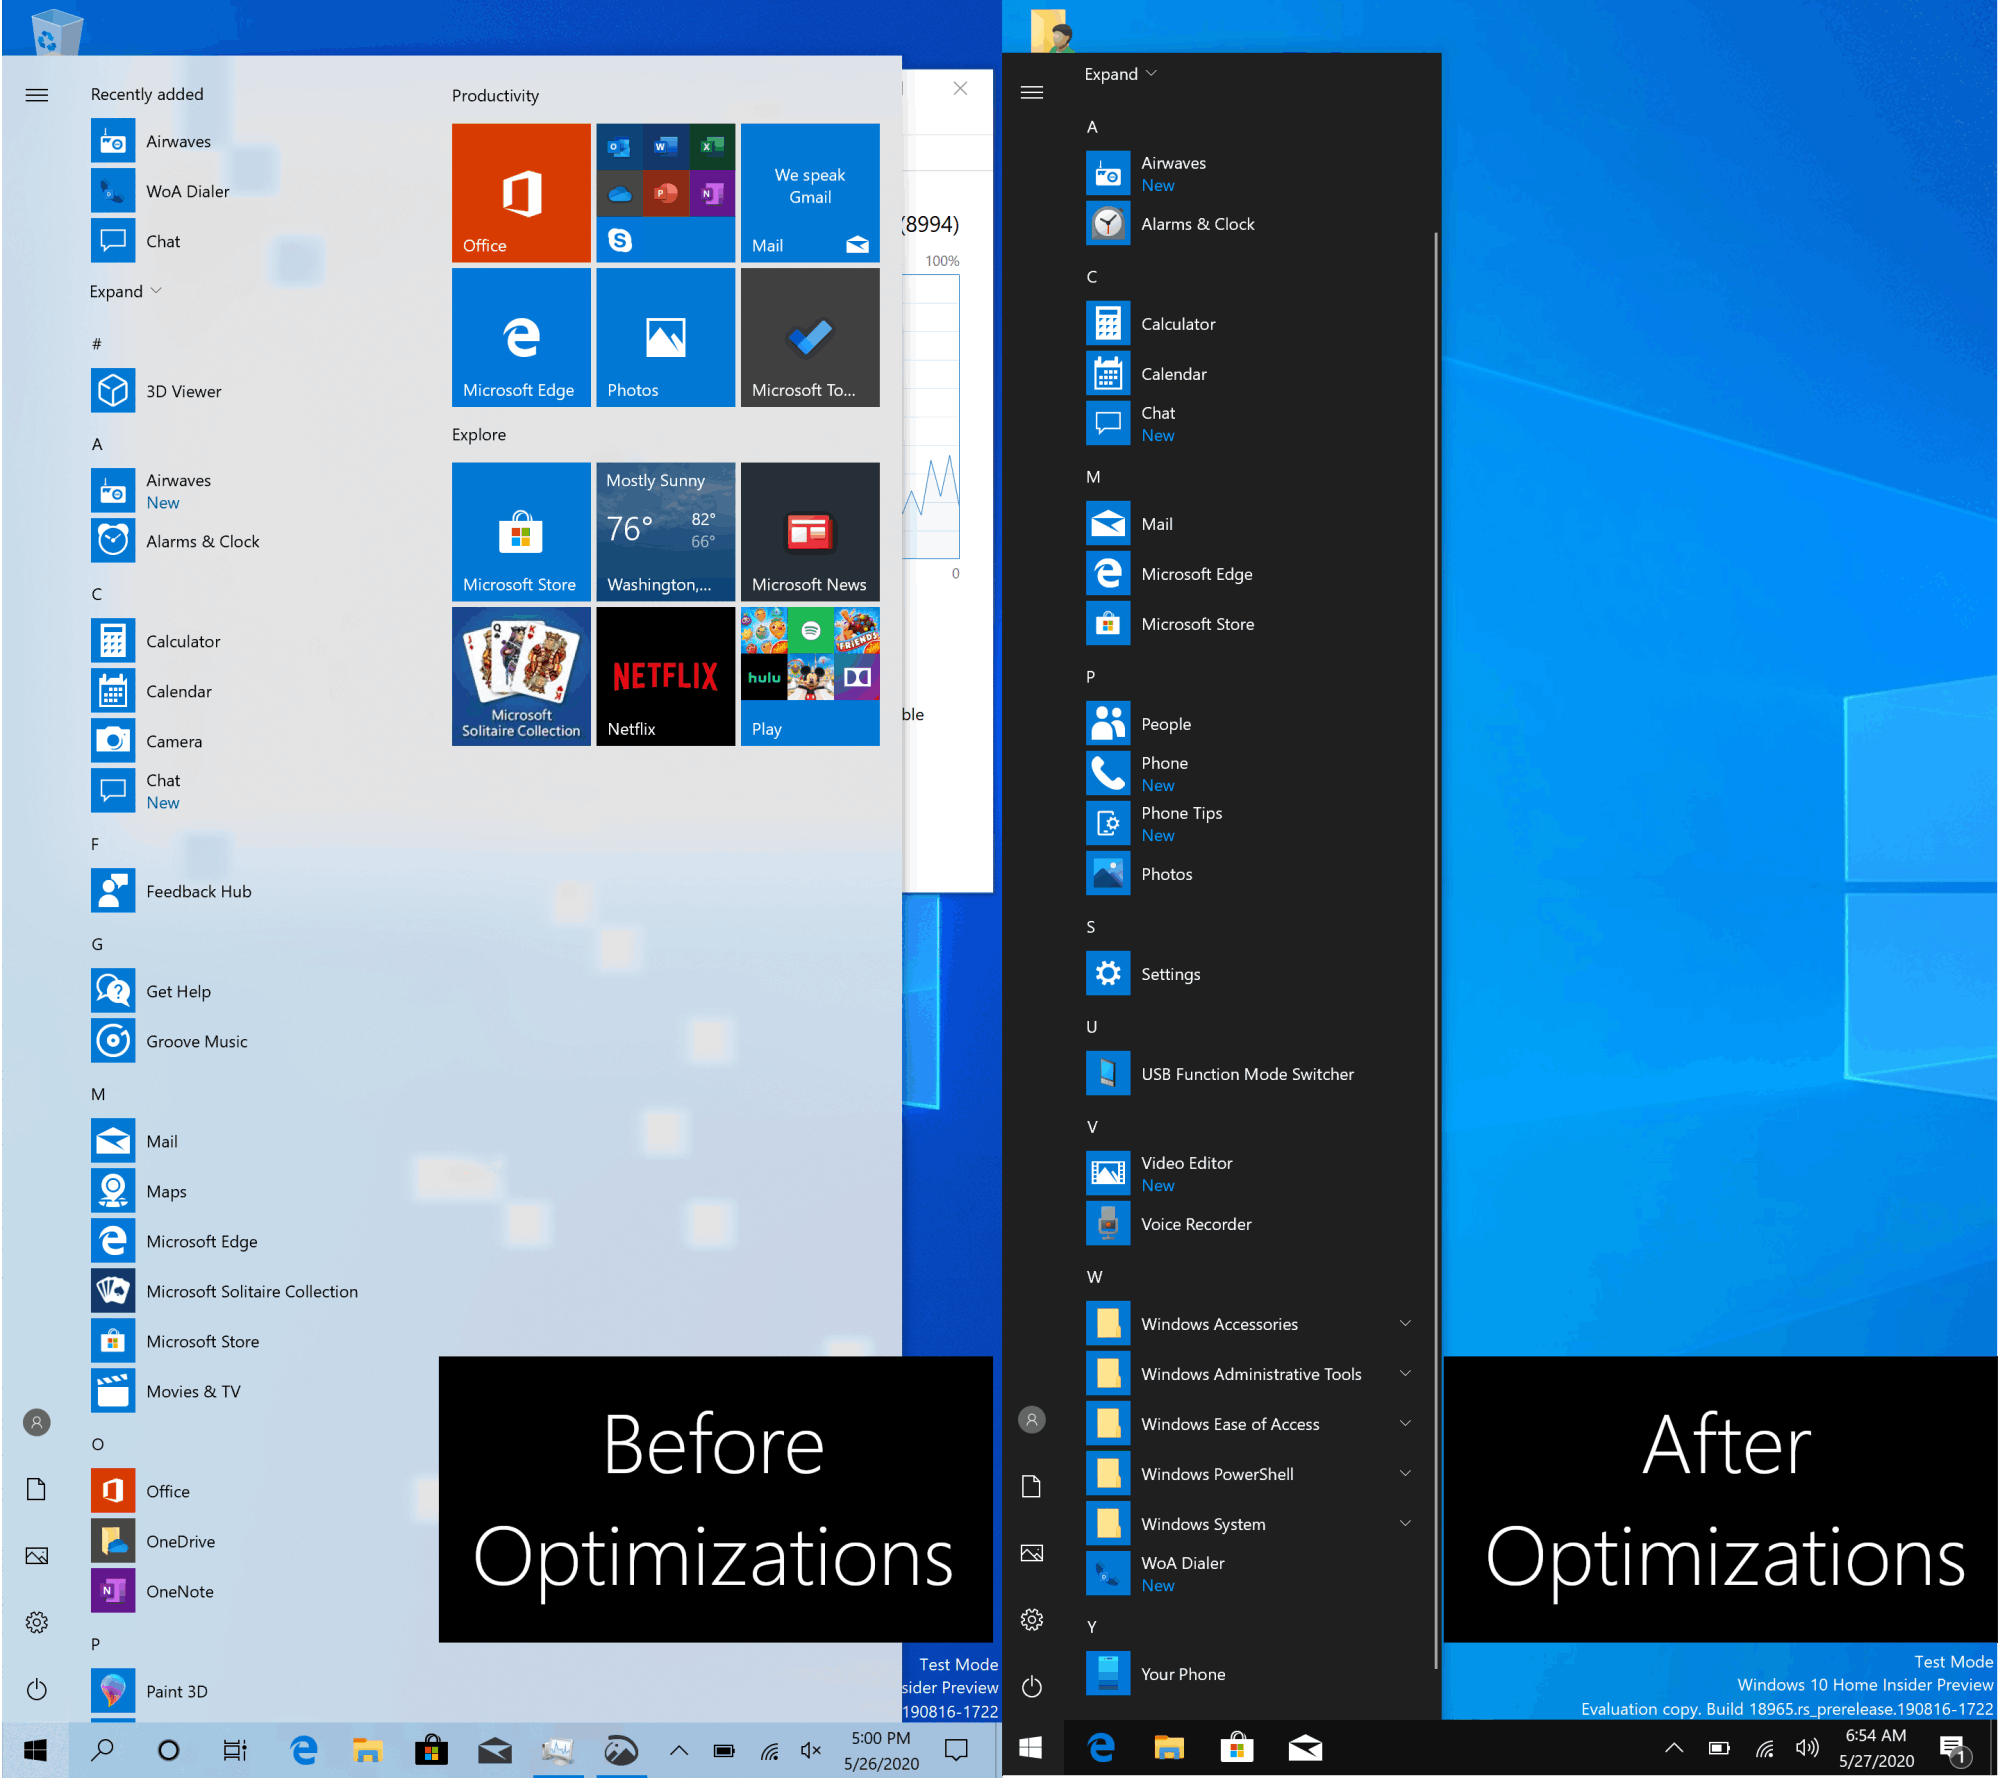 Recently added
Airwaves
WoA Dialer
Chat
Expand
#
3D Viewer
A
Airwaves
New
Alarms & Clock
C
Calculator
Calendar
Camera
Chat
New
F
Feedback Hub
G
Get Help
Groove Music
M
Mail
Maps
Microsoft Edge
Microsoft Solitaire Collection
Microsoft Store
Movies & TV
O
Office
OneDrive
OneNote
P
Paint 3D
Productivity
Office
We speak
Gmail
Mail
Microsoft Edge
Photos
Microsoft To...
Explore
Microsoft Store
Mostly Sunny
76°
82°
66°
Washington,...
Microsoft News
Microsoft
Solitaire Collection
NETFLIX
Netflix
hulu
FRIENDS
Play
(8994)
100%
0
ble
Before
Optimizations
Test Mode
sider Preview
190816-1722
5:00 PM
5/26/2020
Expand
A
Airwaves
New
Alarms & Clock
C
Calculator
Calendar
Chat
New
M
Mail
Microsoft Edge
Microsoft Store
P
People
Phone
New
Phone Tips
New
Photos
S
Settings
U
USB Function Mode Switcher
V
Video Editor
New
Voice Recorder
W
Windows Accessories
Windows Administrative Tools
Windows Ease of Access
Windows PowerShell
Windows System
WoA Dialer
New
Y
Your Phone
After
Optimizations
Test Mode
Windows 10 Home Insider Preview
Evaluation copy. Build 18965.rs_prerelease.190816-1722
6:54 AM
5/27/2020
1